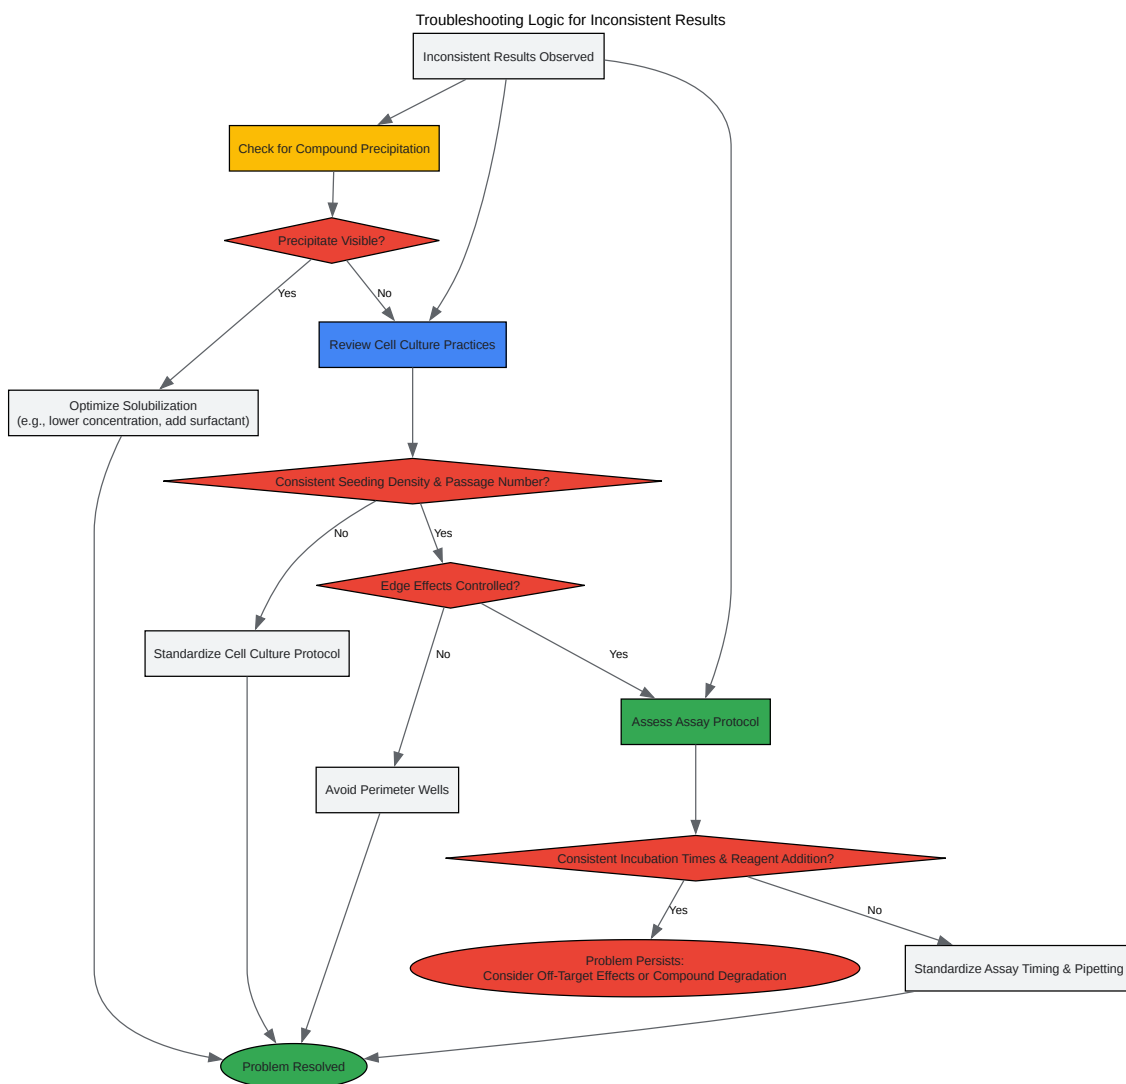 Troubleshooting Logic for Inconsistent Results
Inconsistent Results Observed
Check for Compound Precipitation
Precipitate Visible?
Yes
No
Review Cell Culture Practices
Optimize Solubilization
(e.g., lower concentration, add surfactant)
Consistent Seeding Density & Passage Number?
No
Yes
Edge Effects Controlled?
Standardize Cell Culture Protocol
No
Yes
Assess Assay Protocol
Avoid Perimeter Wells
Consistent Incubation Times & Reagent Addition?
Yes
No
Problem Persists:
Consider Off-Target Effects or Compound Degradation
Standardize Assay Timing & Pipetting
Problem Resolved